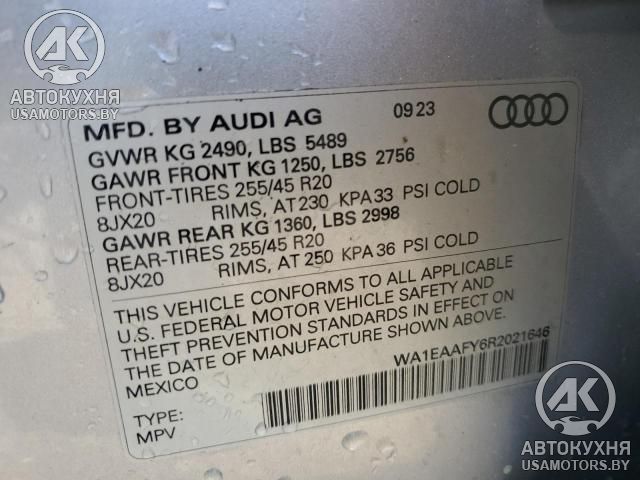 AK
АВТОКУХНЯ
USAMOTORS.BY
MFD. BY AUDI AG 09 23
GVWR KG 2490, LBS 5489
GAWR FRONT KG 1250, LBS 2756
FRONT-TIRES 255/45 R20
8JX20 RIMS, AT 230 KPA 33 PSI COLD
GAWR REAR KG 1360, LBS 2998
REAR-TIRES 255/45 R20
8JX20 RIMS, AT 250 KPA 36 PSI COLD
THIS VEHICLE CONFORMS TO ALL APPLICABLE
U.S. FEDERAL MOTOR VEHICLE SAFETY AND
THEFT PREVENTION STANDARDS IN EFFECT ON
THE DATE OF MANUFACTURE SHOWN ABOVE.
MEXICO
WA1EAAFY6R2021646
TYPE:
MPV
AK
АВТОКУХНЯ
USAMOTORS.BY